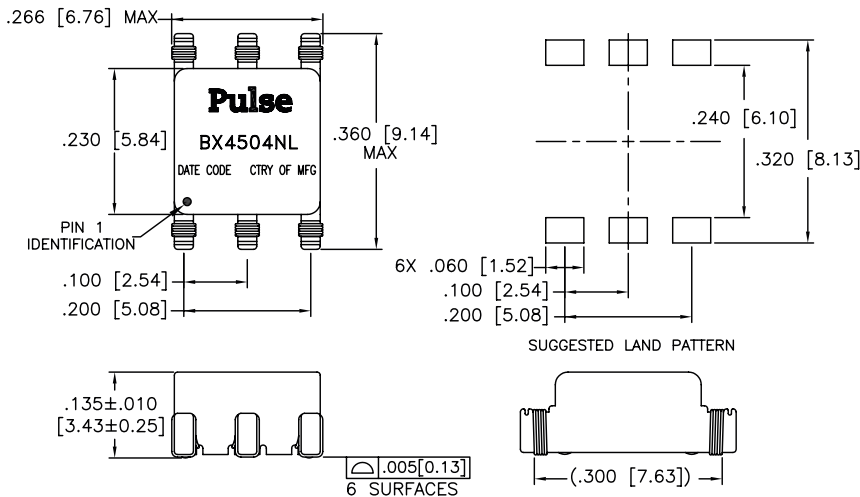 .266 [6.76] MAX
Pulse
BX4504NL
DATE CODE CTRY OF MFG
.230 [5.84]
.360 [9.14]
MAX
PIN 1
IDENTIFICATION
.100 [2.54]
.200 [5.08]
.240 [6.10]
.320 [8.13]
6X .060 [1.52]
.100 [2.54]
.200 [5.08]
SUGGESTED LAND PATTERN
.135±.010
[3.43±0.25]
.005[0.13]
6 SURFACES
(.300 [7.63])